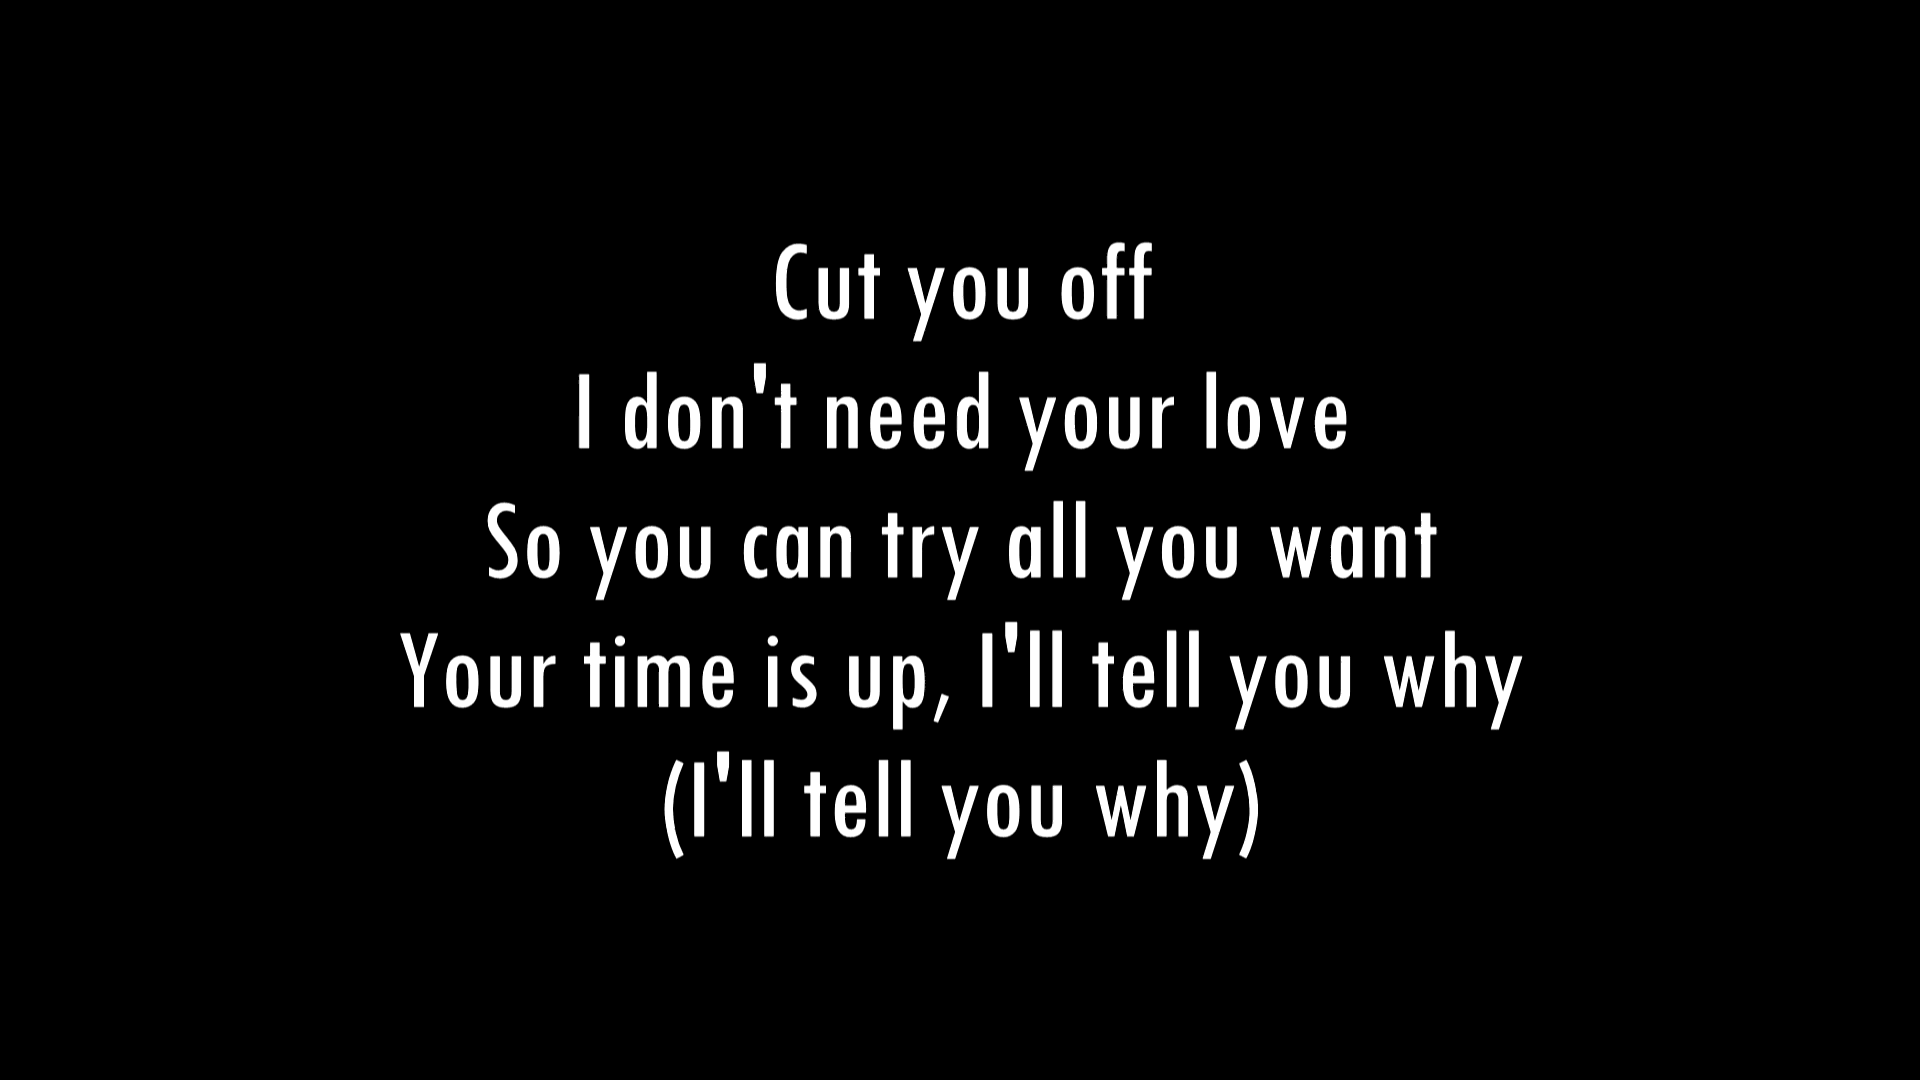 Cut you off
I don't need your love
So you can try all you want
Your time is up, I'll tell you why
(I'll tell you why)